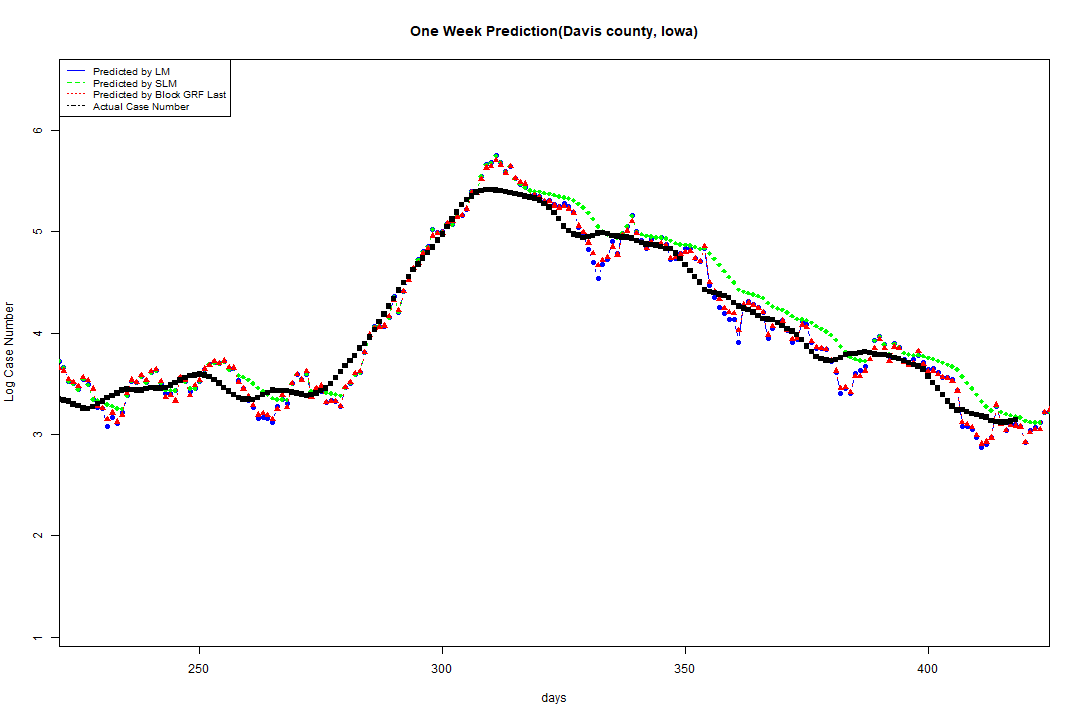 One Week Prediction(Davis county, Iowa)
Predicted by LM
Predicted by SLM
Predicted by Block GRF Last
Actual Case Number
Log Case Number
6
5
4
3
2
1
250 300 350 400
days